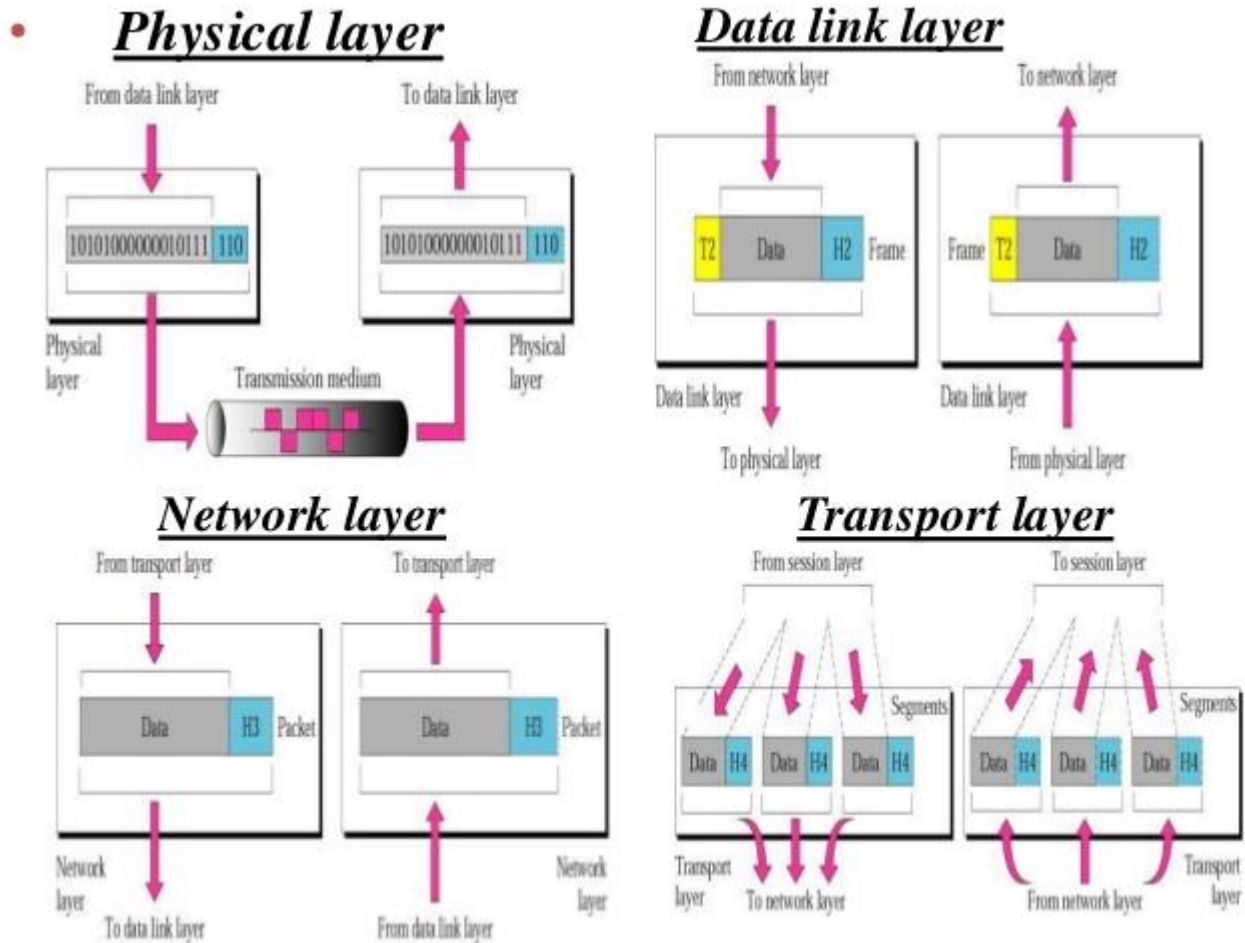 Physical layer
From data link layer
To data link layer
10101000000010111 110
10101000000010111 110
Physical
layer
Physical
layer
Transmission medium
Data link layer
From network layer
To network layer
T2 Data H2 Frame
Frame T2 Data H2
Data link layer
Data link layer
To physical layer
From physical layer
Network layer
From transport layer
To transport layer
Data H3 Packet
Data H3 Packet
Network
layer
Network
layer
To data link layer
From data link layer
Transport layer
From session layer
To session layer
Segments
Segments
Data H4 Data H4 Data H4
Data H4 Data H4 Data H4
Transport
layer
Transport
layer
To network layer
From network layer